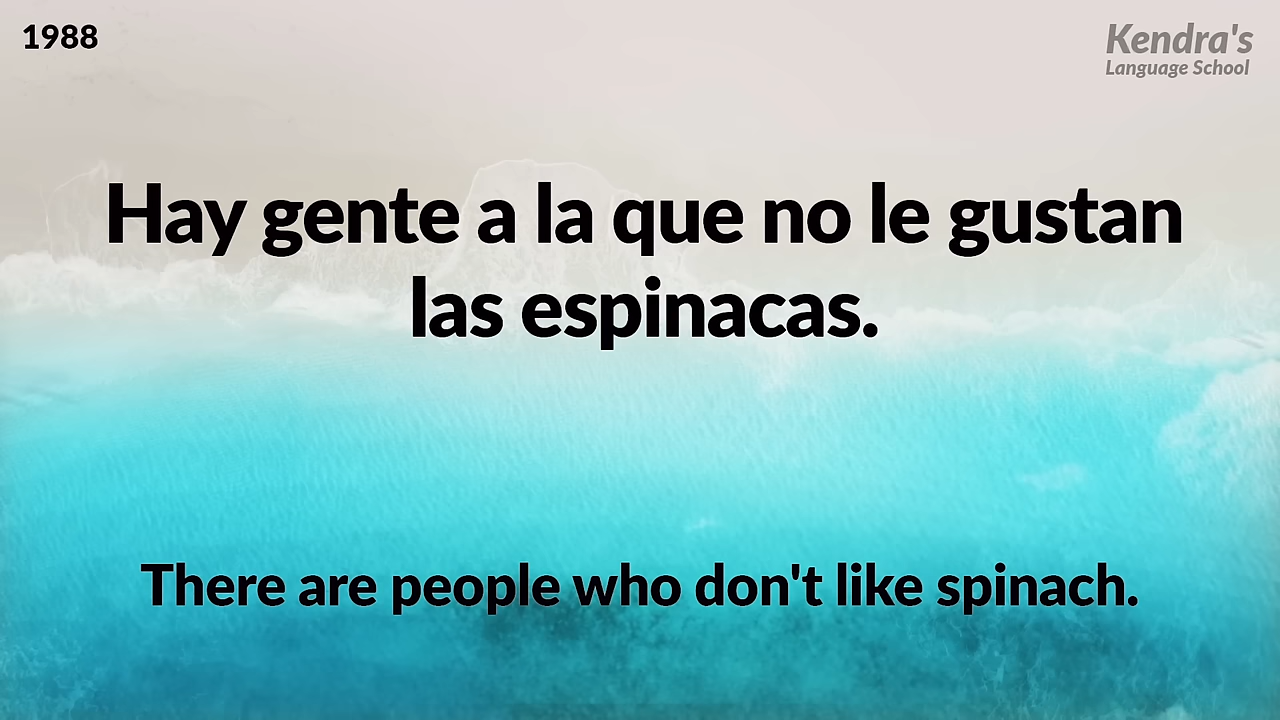 1988
Kendra's
Language School
Hay gente a la que no le gustan
las espinacas.
There are people who don't like spinach.